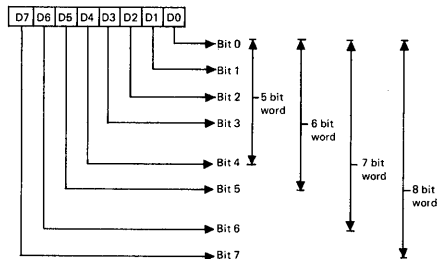 D7 D6 D5 D4 D3 D2 D1 D0
Bit 0
Bit 1
Bit 2
Bit 3
Bit 4
Bit 5
Bit 6
Bit 7
5 bit
word
6 bit
word
7 bit
word
8 bit
word